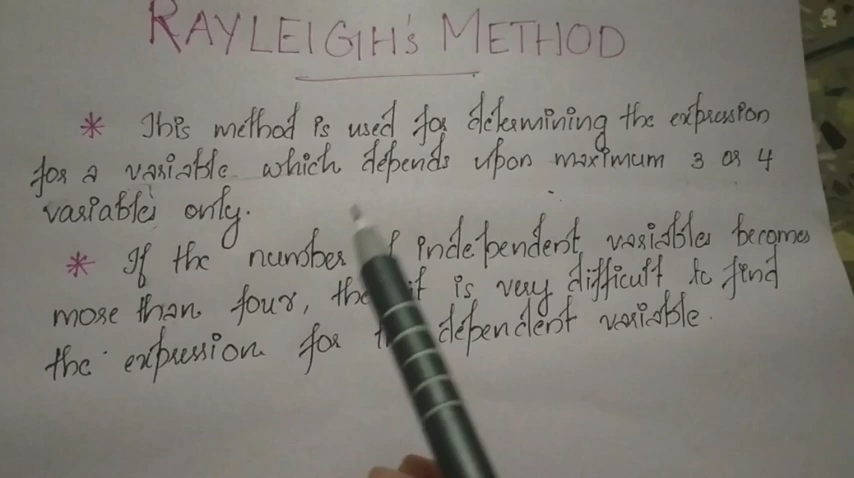 RAYLEIGH's METHOD
* This method is used for determining the expression
for a variable which depends upon maximum 3 or 4
variables only.
* If the number independent variables becomes
more than four, it is very difficult to find
the expression for dependent variable.